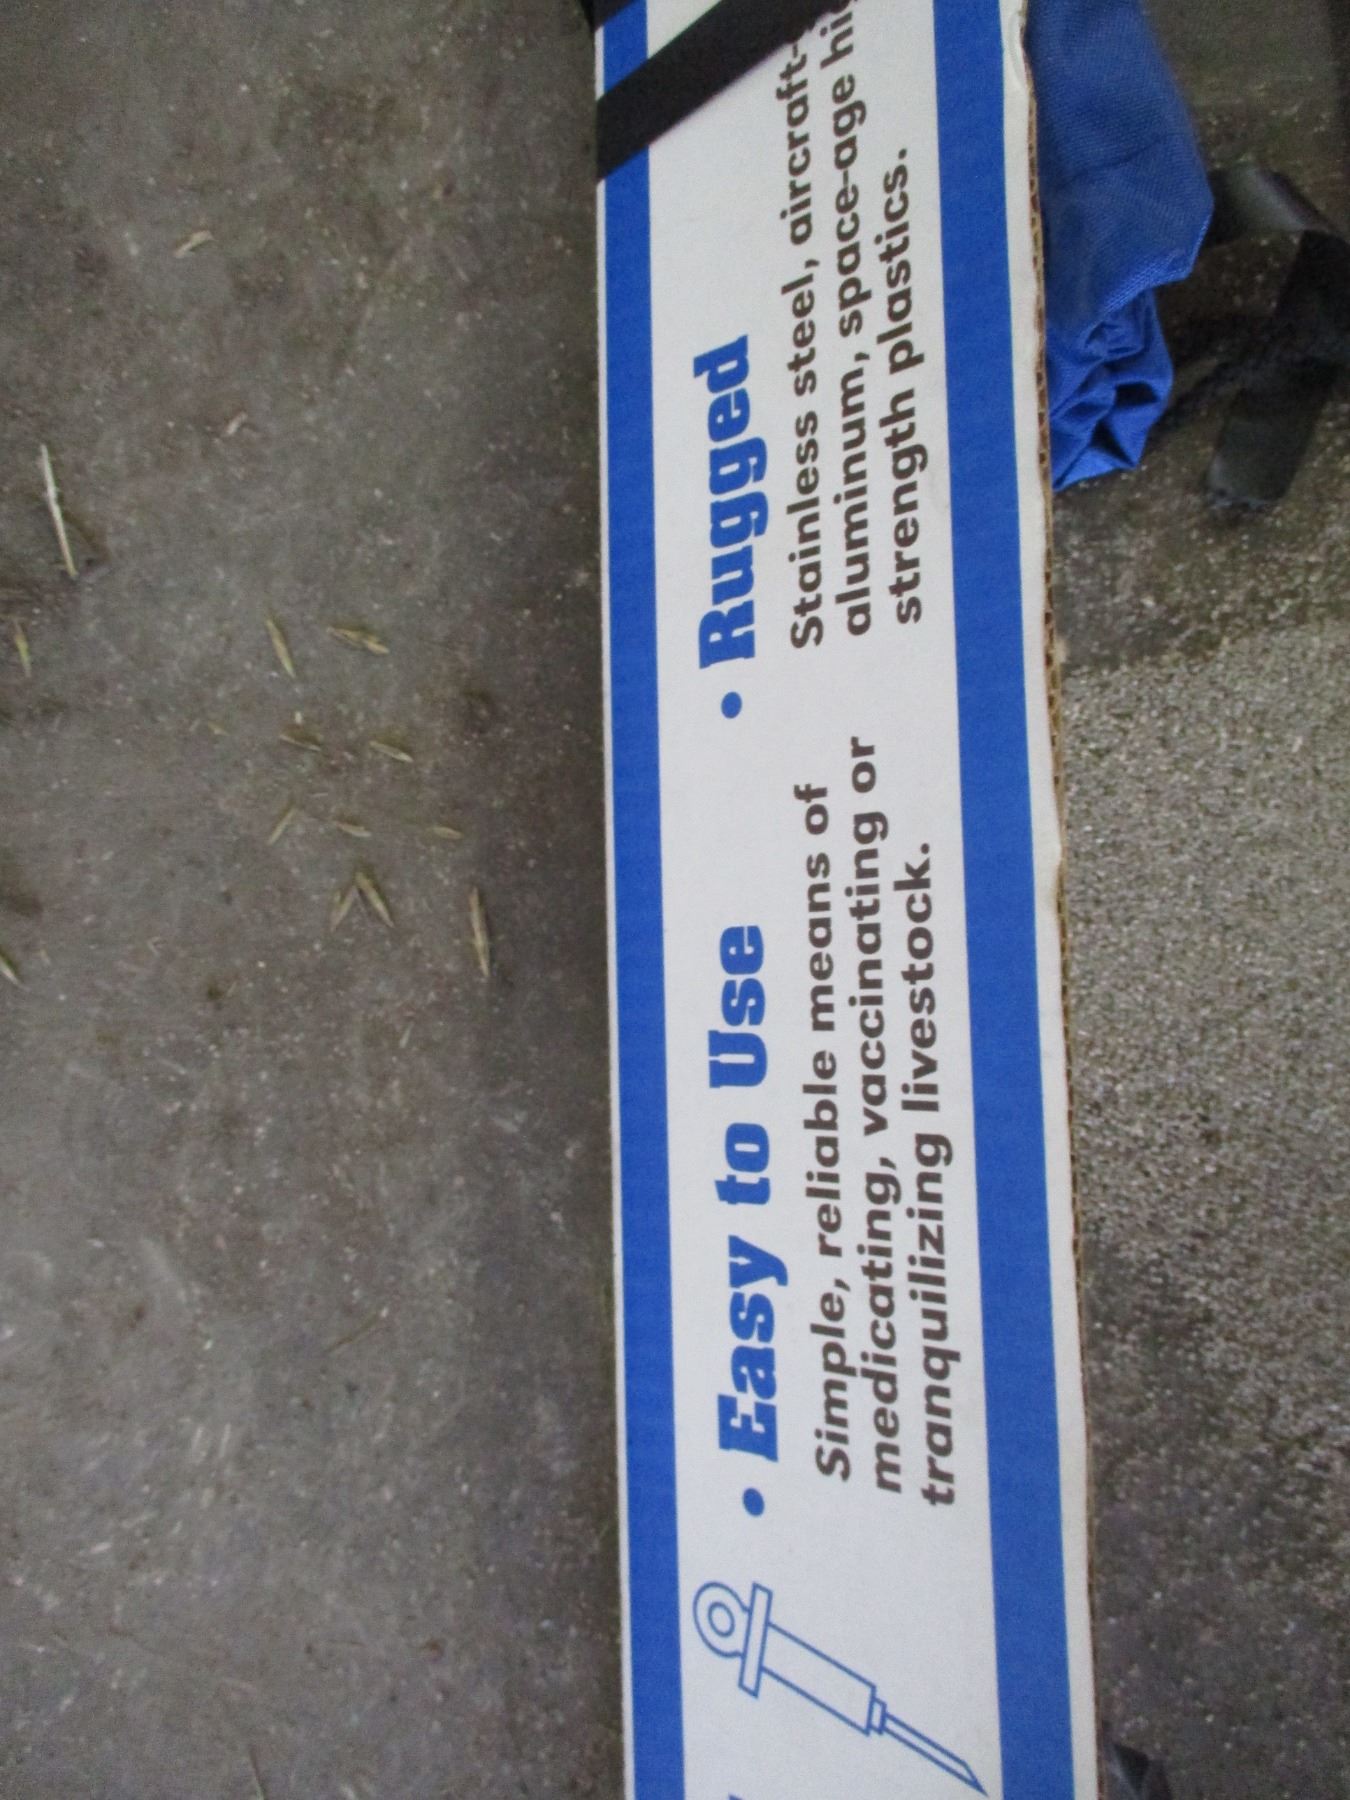 • Easy to Use
Simple, reliable means of
medicating, vaccinating or
tranquilizing livestock.
• Rugged
Stainless steel, aircraft-
aluminum, space-age
strength plastics.